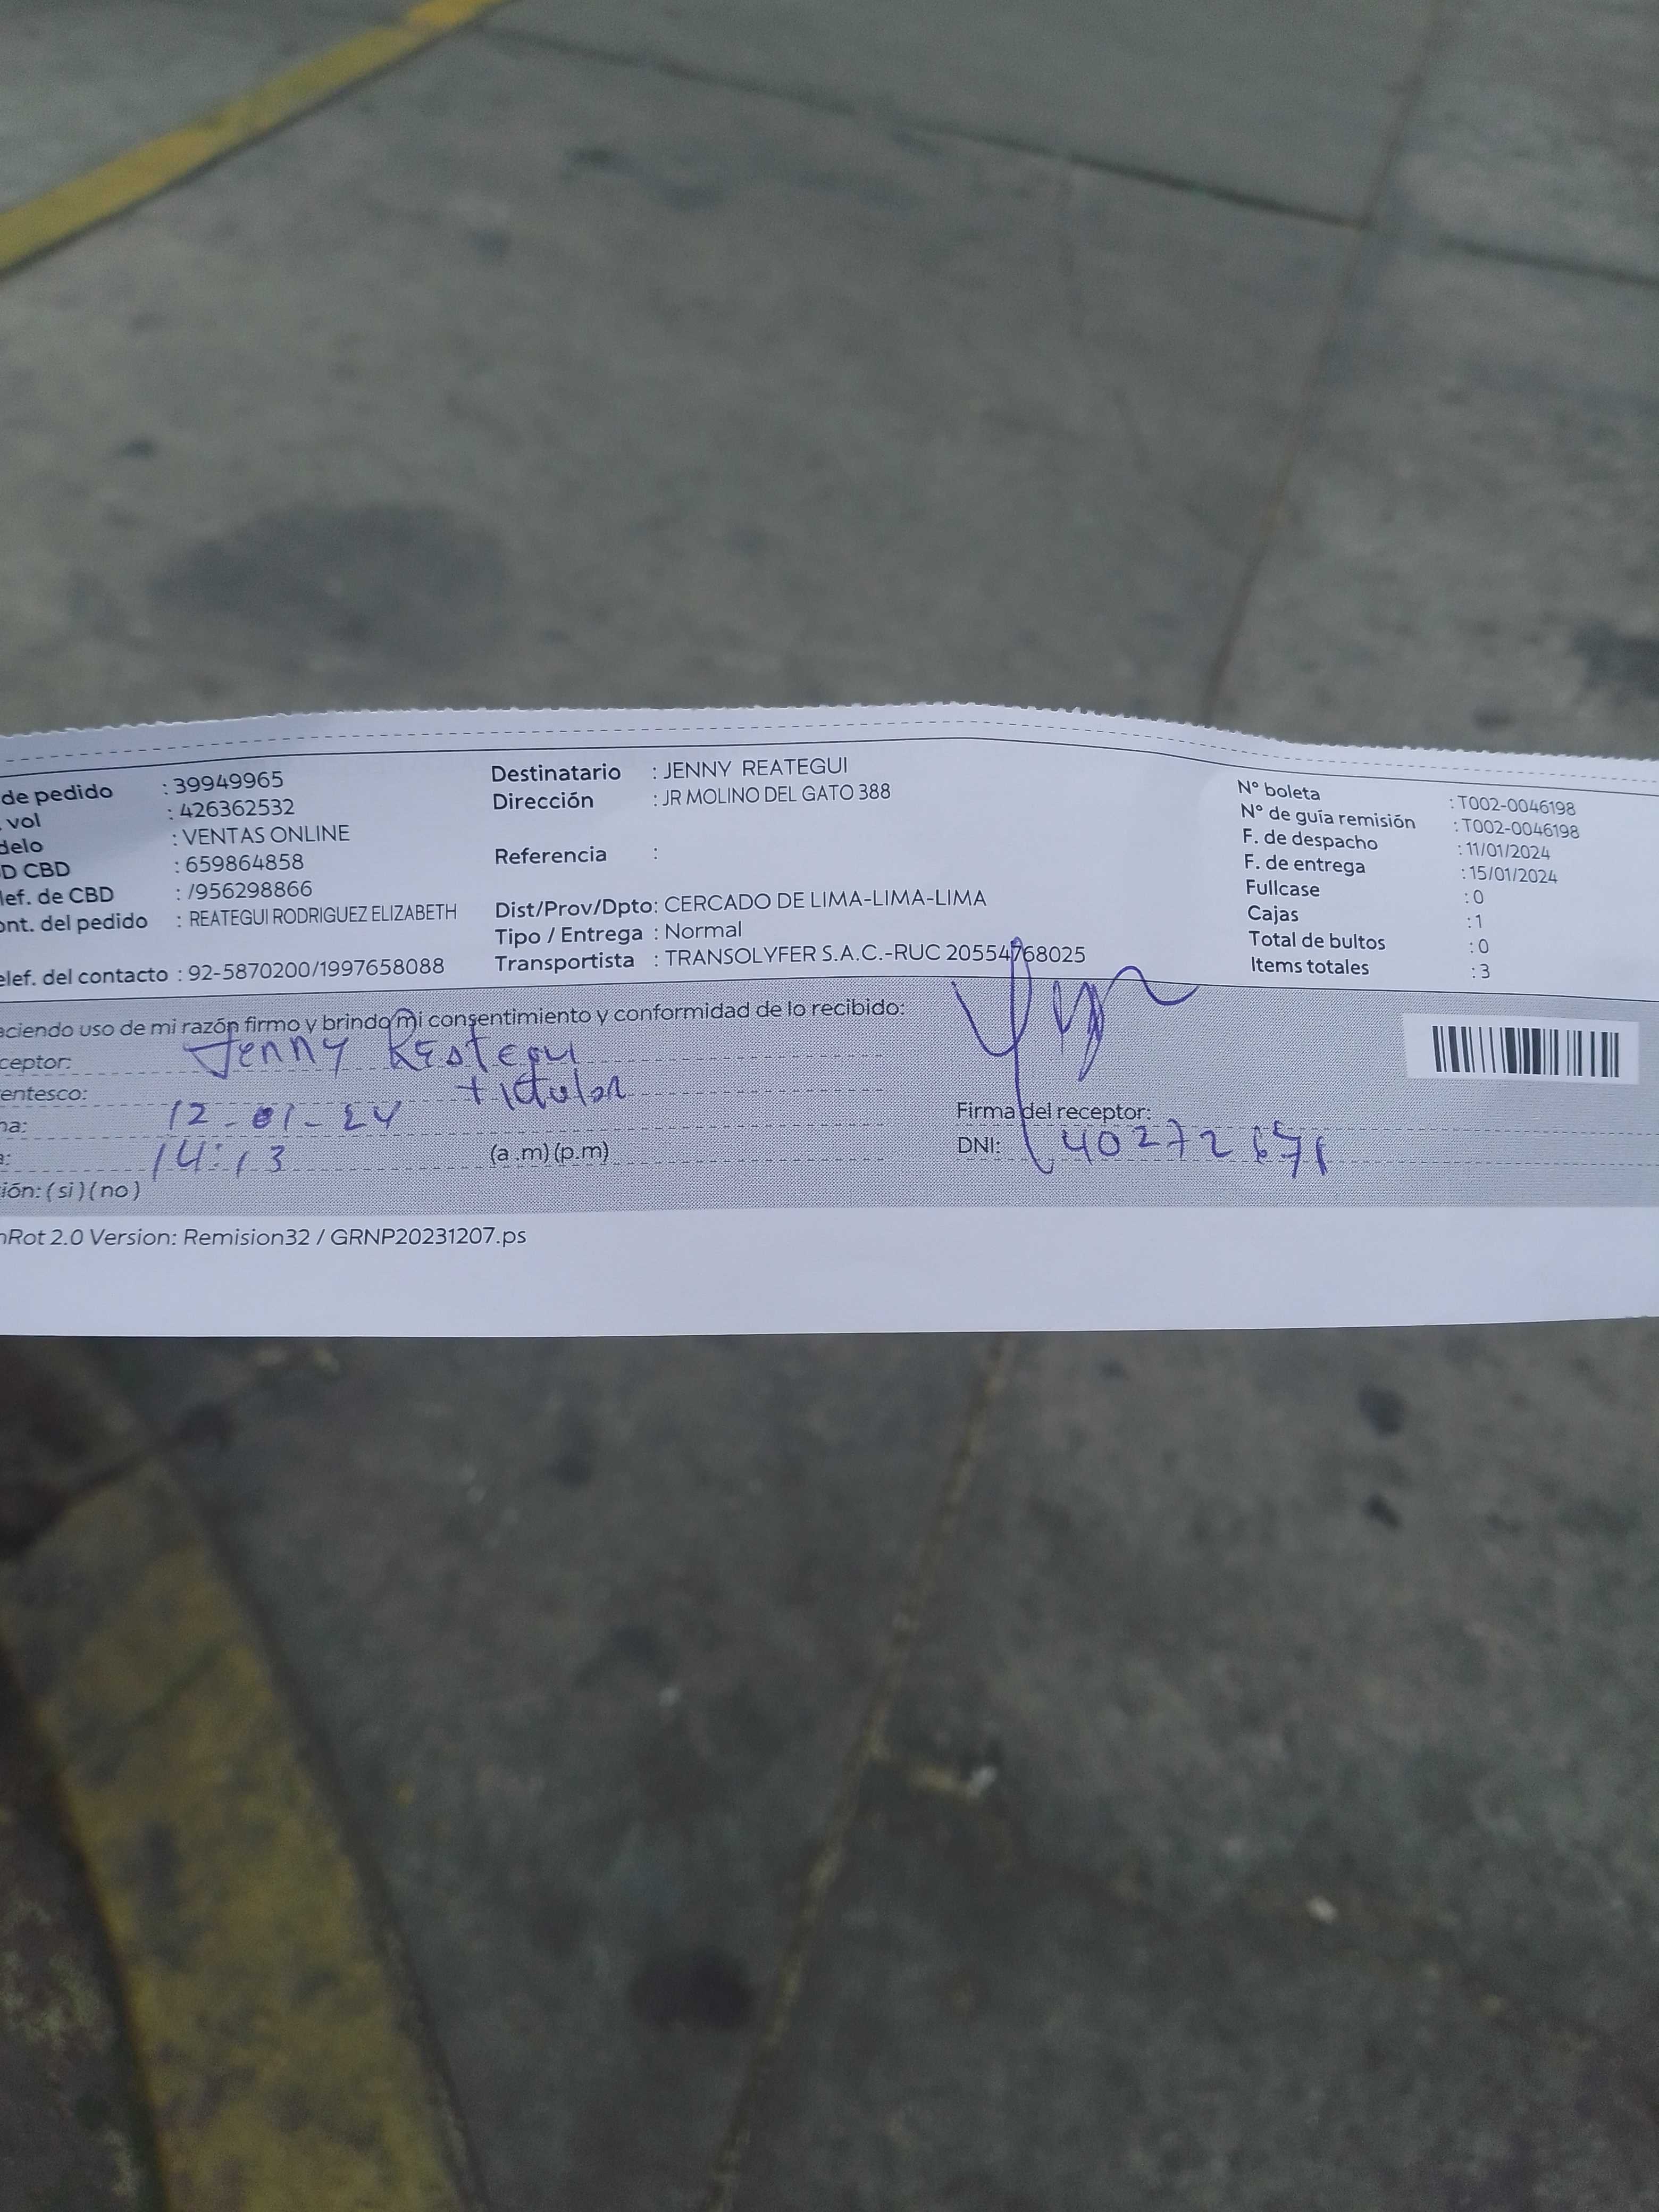 de pedido : 39949965
vol : 426362532
delo : VENTAS ONLINE
D CBD : 659864858
lef. de CBD : /956298866
ont. del pedido : REATEGUI RODRIGUEZ ELIZABETH
elef. del contacto : 92-5870200/1997658088
Destinatario : JENNY REATEGUI
Dirección : JR MOLINO DEL GATO 388
Referencia :
Dist/Prov/Dpto: CERCADO DE LIMA-LIMA-LIMA
Tipo / Entrega : Normal
Transportista : TRANSOLYFER S.A.C.-RUC 20554768025
N° boleta : T002-0046198
N° de guía remisión : T002-0046198
F. de despacho : 11/01/2024
F. de entrega : 15/01/2024
Fullcase : 0
Cajas : 1
Total de bultos : 0
Items totales : 3
aciendo uso de mi razón firmo y brindo mi consentimiento y conformidad de lo recibido:
ceptor: Jenny Reategui
entesco: titular
ha: 12-01-24
a: 14:13 (a.m)(p.m)
Firma del receptor:
DNI: 40272
ión: (si)(no)
nRot 2.0 Version: Remision32 / GRNP20231207.ps